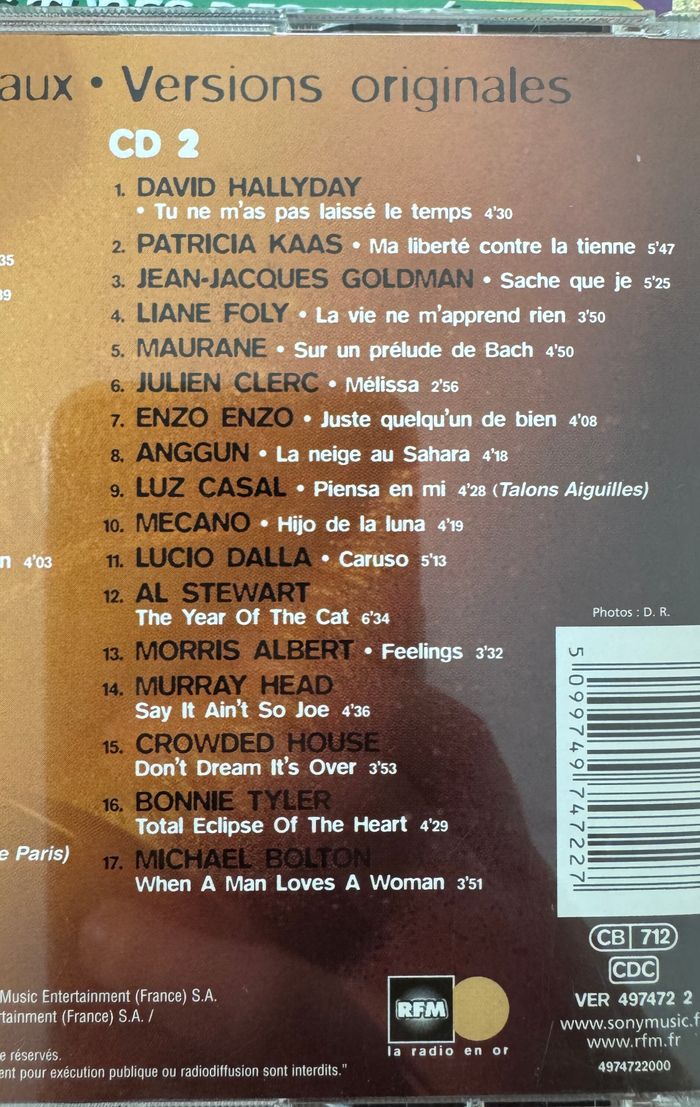 aux • Versions originales
CD 2
1. DAVID HALLYDAY
• Tu ne m'as pas laissé le temps 4'30
2. PATRICIA KAAS • Ma liberté contre la tienne 5'47
35
3. JEAN-JACQUES GOLDMAN • Sache que je 5'25
39
4. LIANE FOLY • La vie ne m'apprend rien 3'50
5. MAURANE • Sur un prélude de Bach 4'50
6. JULIEN CLERC • Mélissa 2'56
7. ENZO ENZO • Juste quelqu'un de bien 4'08
8. ANGGUN • La neige au Sahara 4'18
9. LUZ CASAL • Piensa en mi 4'28 (Talons Aiguilles)
10. MECANO • Hijo de la luna 4'19
n 4'03
11. LUCIO DALLA • Caruso 5'13
12. AL STEWART
The Year Of The Cat 6'34
13. MORRIS ALBERT • Feelings 3'32
14. MURRAY HEAD
Say It Ain't So Joe 4'36
15. CROWDED HOUSE
Don't Dream It's Over 3'53
16. BONNIE TYLER
Total Eclipse Of The Heart 4'29
e Paris)
17. MICHAEL BOLTON
When A Man Loves A Woman 3'51
Photos : D. R.
5 099749 747227
CB 712
CDC
VER 497472 2
www.sonymusic.f
www.rfm.fr
4974722000
RFM
la radio en or
Music Entertainment (France) S.A.
rtainment (France) S.A. /
e réservés.
ent pour exécution publique ou radiodiffusion sont interdits."